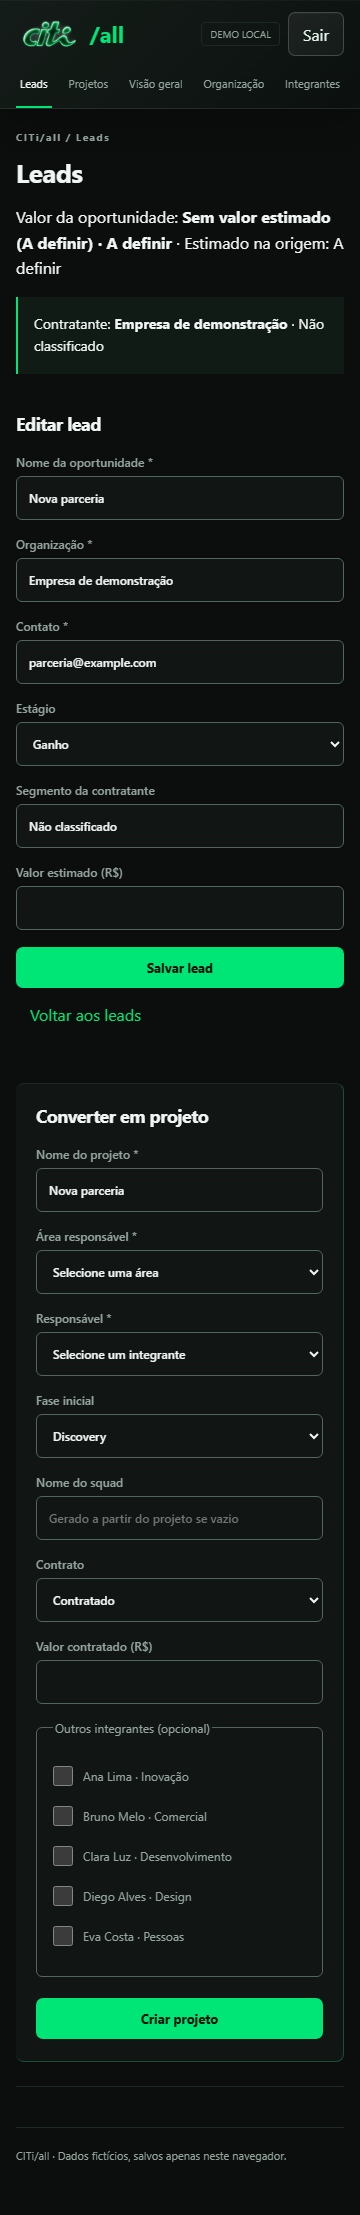 citi /all
DEMO LOCAL
Sair
Leads Projetos Visão geral Organização Integrantes
CITi/all / Leads
Leads
Valor da oportunidade: Sem valor estimado
(A definir) · A definir · Estimado na origem: A
definir
Contratante: Empresa de demonstração · Não
classificado
Editar lead
Nome da oportunidade *
Nova parceria
Organização *
Empresa de demonstração
Contato *
parceria@example.com
Estágio
Ganho
Segmento da contratante
Não classificado
Valor estimado (R$)
Salvar lead
Voltar aos leads
Converter em projeto
Nome do projeto *
Nova parceria
Área responsável *
Selecione uma área
Responsável *
Selecione um integrante
Fase inicial
Discovery
Nome do squad
Gerado a partir do projeto se vazio
Contrato
Contratado
Valor contratado (R$)
Outros integrantes (opcional)
Ana Lima · Inovação
Bruno Melo · Comercial
Clara Luz · Desenvolvimento
Diego Alves · Design
Eva Costa · Pessoas
Criar projeto
CITi/all · Dados fictícios, salvos apenas neste navegador.